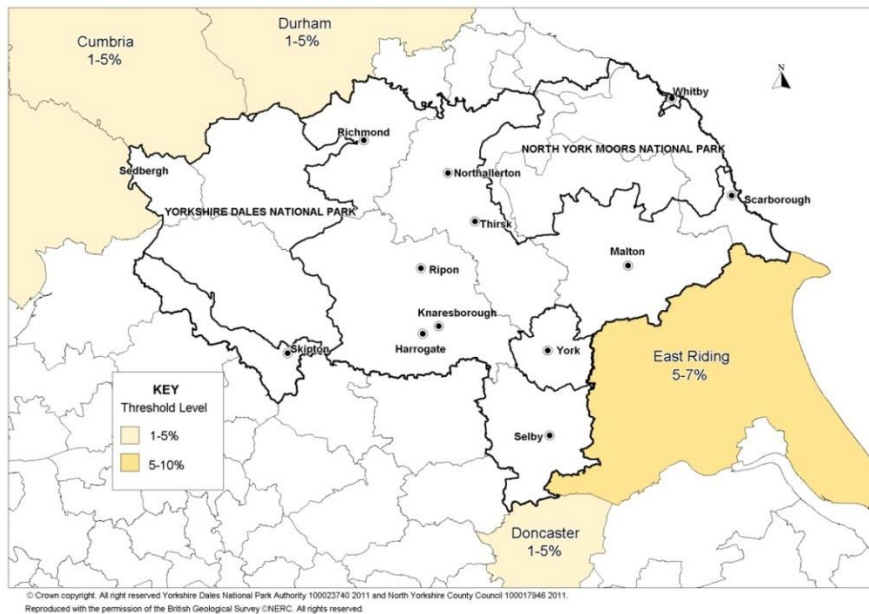 Cumbria
1-5%
Durham
1-5%
N
Whitby
Richmond
NORTH YORK MOORS NATIONAL PARK
Sedbergh
Northallerton
Scarborough
YORKSHIRE DALES NATIONAL PARK
Thirsk
Malton
Ripon
Knaresborough
Harrogate
York
Skipton
East Riding
5-7%
KEY
Threshold Level
1-5%
5-10%
Selby
Doncaster
1-5%
© Crown copyright. All right reserved Yorkshire Dales National Park Authority 100023740 2011 and North Yorkshire County Council 100017946 2011.
Reproduced with the permission of the British Geological Survey ©NERC. All rights reserved.